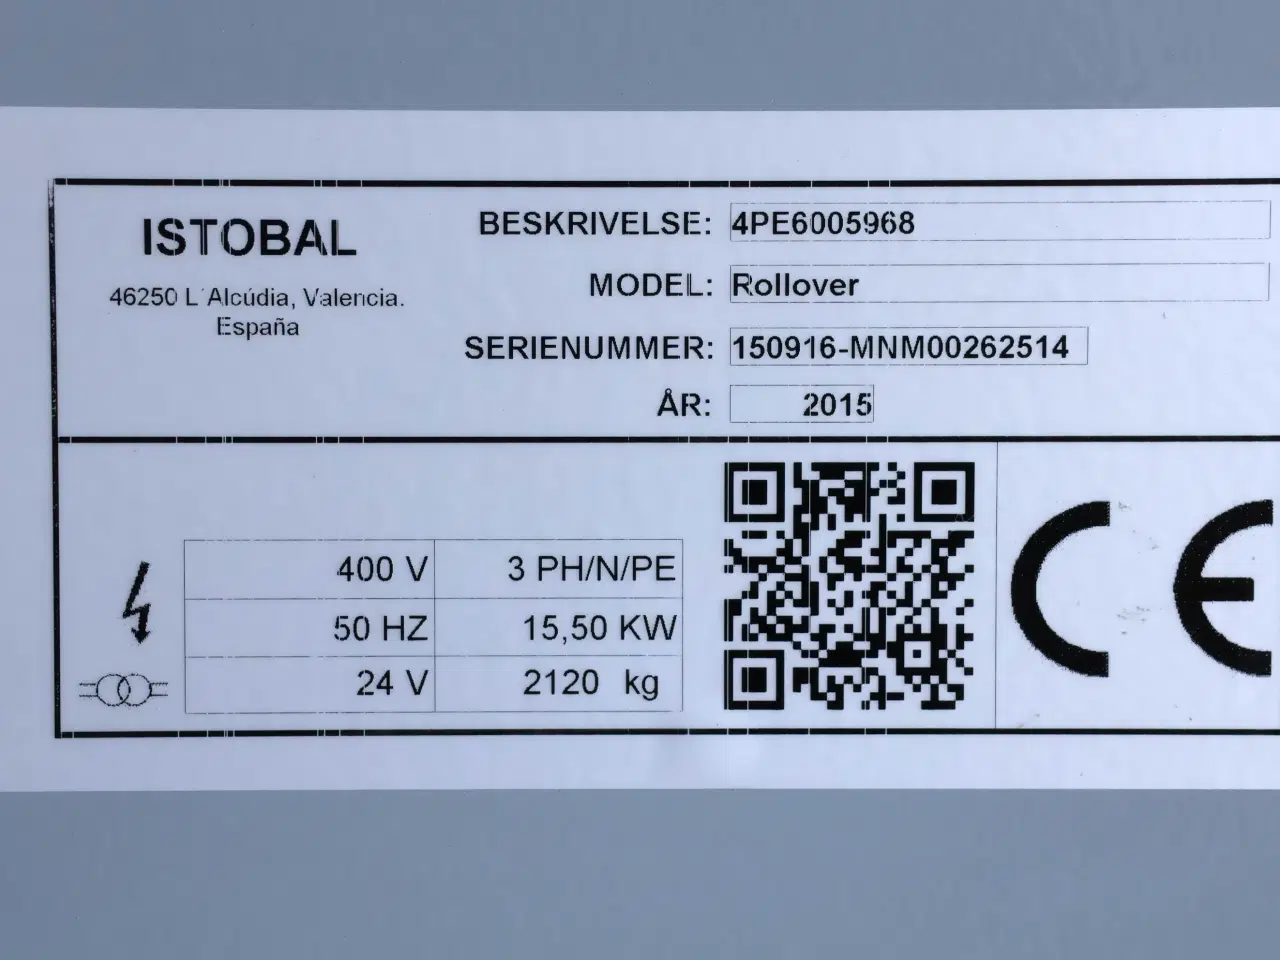 ISTOBAL
46250 L´Alcúdia, Valencia.
España
BESKRIVELSE: 4PE6005968
MODEL: Rollover
SERIENUMMER: 150916-MNM00262514
ÅR: 2015
400 V 3 PH/N/PE
50 HZ 15,50 KW
24 V 2120 kg
CE